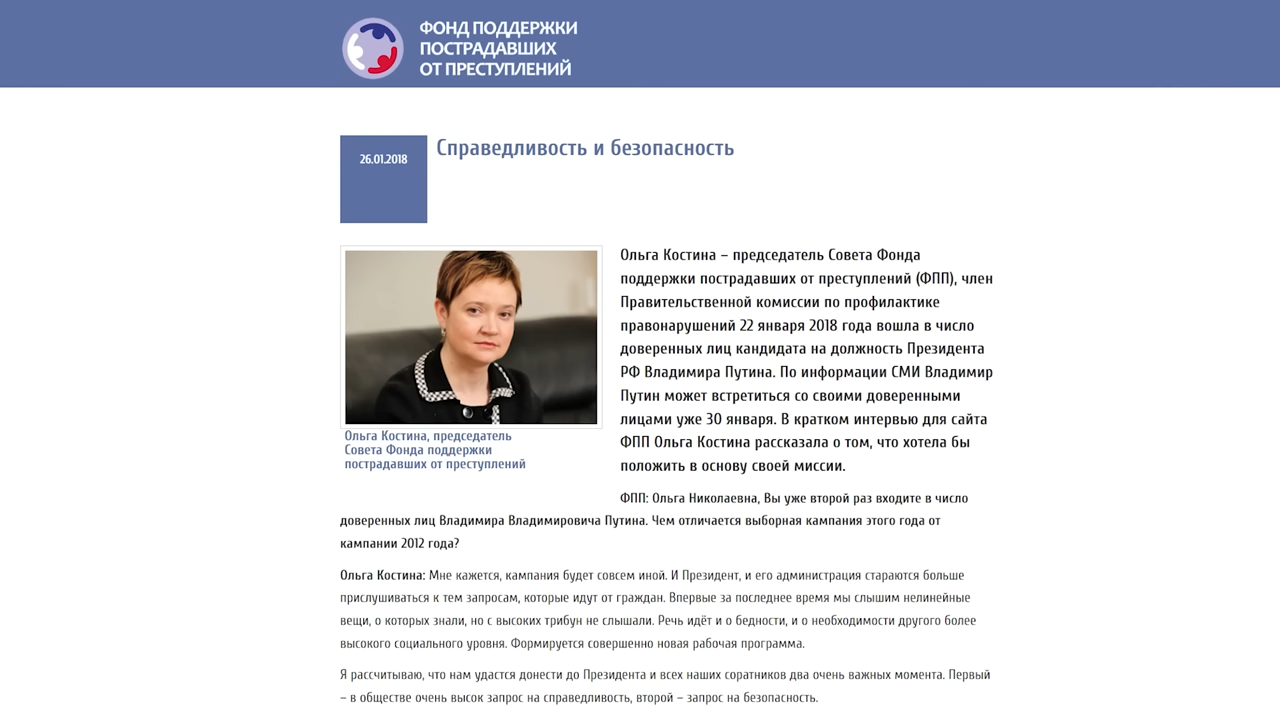 ФОНД ПОДДЕРЖКИ
ПОСТРАДАВШИХ
ОТ ПРЕСТУПЛЕНИЙ
26.01.2018
Справедливость и безопасность
Ольга Костина, председатель
Совета Фонда поддержки
пострадавших от преступлений
Ольга Костина – председатель Совета Фонда
поддержки пострадавших от преступлений (ФПП), член
Правительственной комиссии по профилактике
правонарушений 22 января 2018 года вошла в число
доверенных лиц кандидата на должность Президента
РФ Владимира Путина. По информации СМИ Владимир
Путин может встретиться со своими доверенными
лицами уже 30 января. В кратком интервью для сайта
ФПП Ольга Костина рассказала о том, что хотела бы
положить в основу своей миссии.
ФПП: Ольга Николаевна, Вы уже второй раз входите в число
доверенных лиц Владимира Владимировича Путина. Чем отличается выборная кампания этого года от
кампании 2012 года?
Ольга Костина: Мне кажется, кампания будет совсем иной. И Президент, и его администрация стараются больше
прислушиваться к тем запросам, которые идут от граждан. Впервые за последнее время мы слышим нелинейные
вещи, о которых знали, но с высоких трибун не слышали. Речь идёт и о бедности, и о необходимости другого более
высокого социального уровня. Формируется совершенно новая рабочая программа.
Я рассчитываю, что нам удастся донести до Президента и всех наших соратников два очень важных момента. Первый
– в обществе очень высок запрос на справедливость, второй – запрос на безопасность.